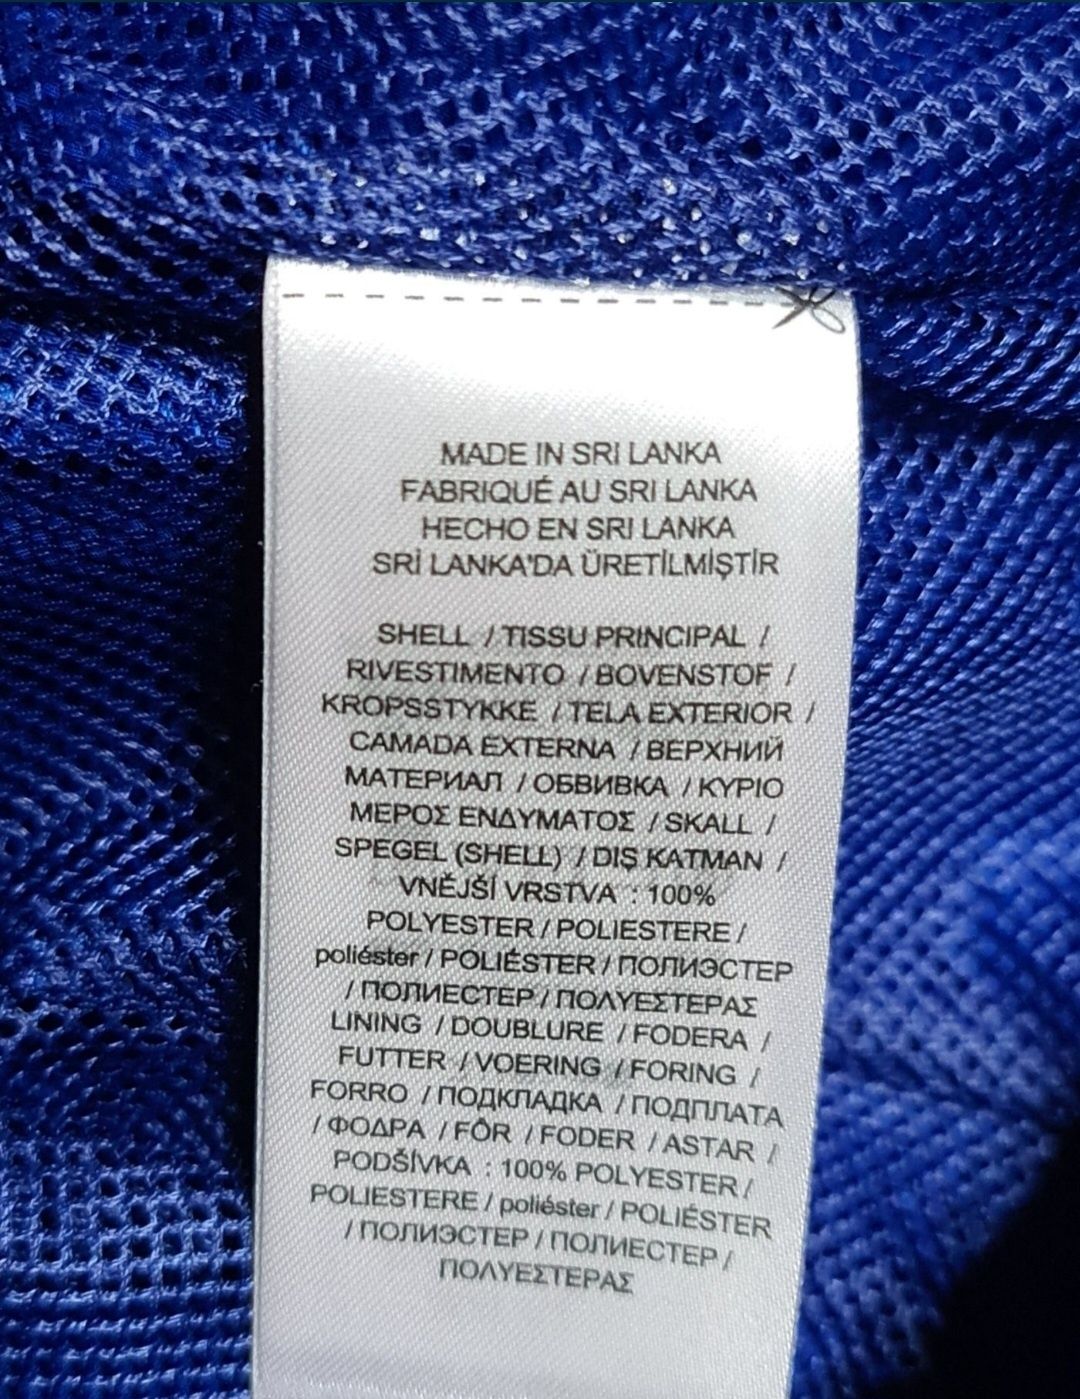 MADE IN SRI LANKA
FABRIQUÉ AU SRI LANKA
HECHO EN SRI LANKA
SRİ LANKA'DA ÜRETİLMİŞTİR
SHELL / TISSU PRINCIPAL /
RIVESTIMENTO / BOVENSTOF /
KROPSSTYKKE / TELA EXTERIOR /
CAMADA EXTERNA / ВЕРХНИЙ
МАТЕРИАЛ / ОБВИВКА / ΚΥΡΙΟ
ΜΕΡΟΣ ΕΝΔΥΜΑΤΟΣ / SKALL /
SPEGEL (SHELL) / DIŞ KATMAN /
VNĚJŠÍ VRSTVA : 100%
POLYESTER / POLIESTERE /
poliéster / POLIÉSTER / ПОЛИЭСТЕР
/ ПОЛИЕСТЕР / ΠΟΛΥΕΣΤΕΡΑΣ
LINING / DOUBLURE / FODERA /
FUTTER / VOERING / FORING /
FORRO / ПОДКЛАДКА / ПОДПЛАТА
/ ΦΟΔΡΑ / FÔR / FODER / ASTAR /
PODŠÍVKA : 100% POLYESTER /
POLIESTERE / poliéster / POLIÉSTER
/ ПОЛИЭСТЕР / ПОЛИЕСТЕР /
ΠΟΛΥΕΣΤΕΡΑΣ